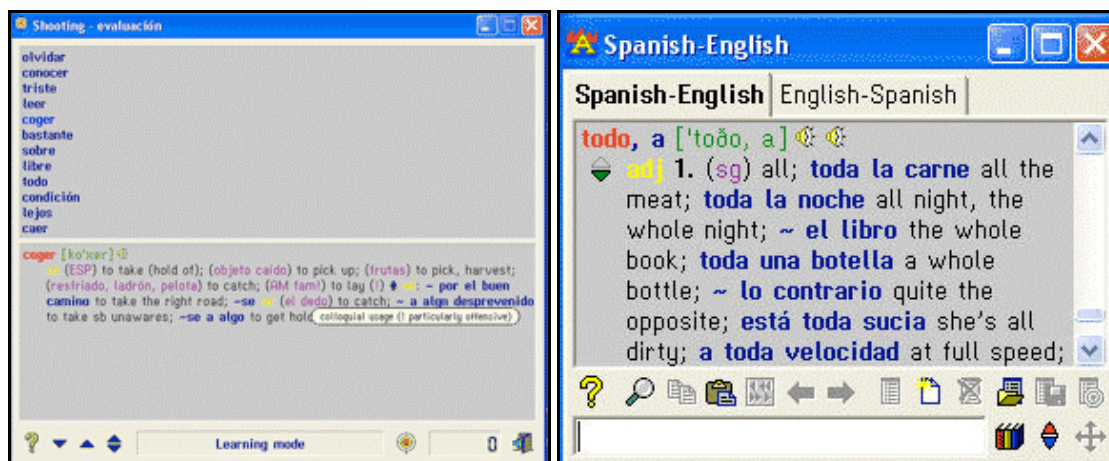 Shooting - evaluación
olvidar
conocer
triste
leer
coger
bastante
sobre
libre
todo
condición
lejos
caer
coger [ko'xer]
vt (ESP) to take (hold of); (objeto caído) to pick up; (frutas) to pick, harvest;
(resfriado, ladrón, pelota) to catch; (AM fam!) to lay (!) vi: ~ por el buen
camino to take the right road; ~se vt (el dedo) to catch; ~ a algn desprevenido
to take sb unawares; ~se a algo to get hold colloquial usage (! particularly offensive)
Learning mode
0
Spanish-English
Spanish-English English-Spanish
todo, a ['toðo, a]
adj 1. (sg) all; toda la carne all the
meat; toda la noche all night, the
whole night; ~ el libro the whole
book; toda una botella a whole
bottle; ~ lo contrario quite the
opposite; está toda sucia she's all
dirty; a toda velocidad at full speed;